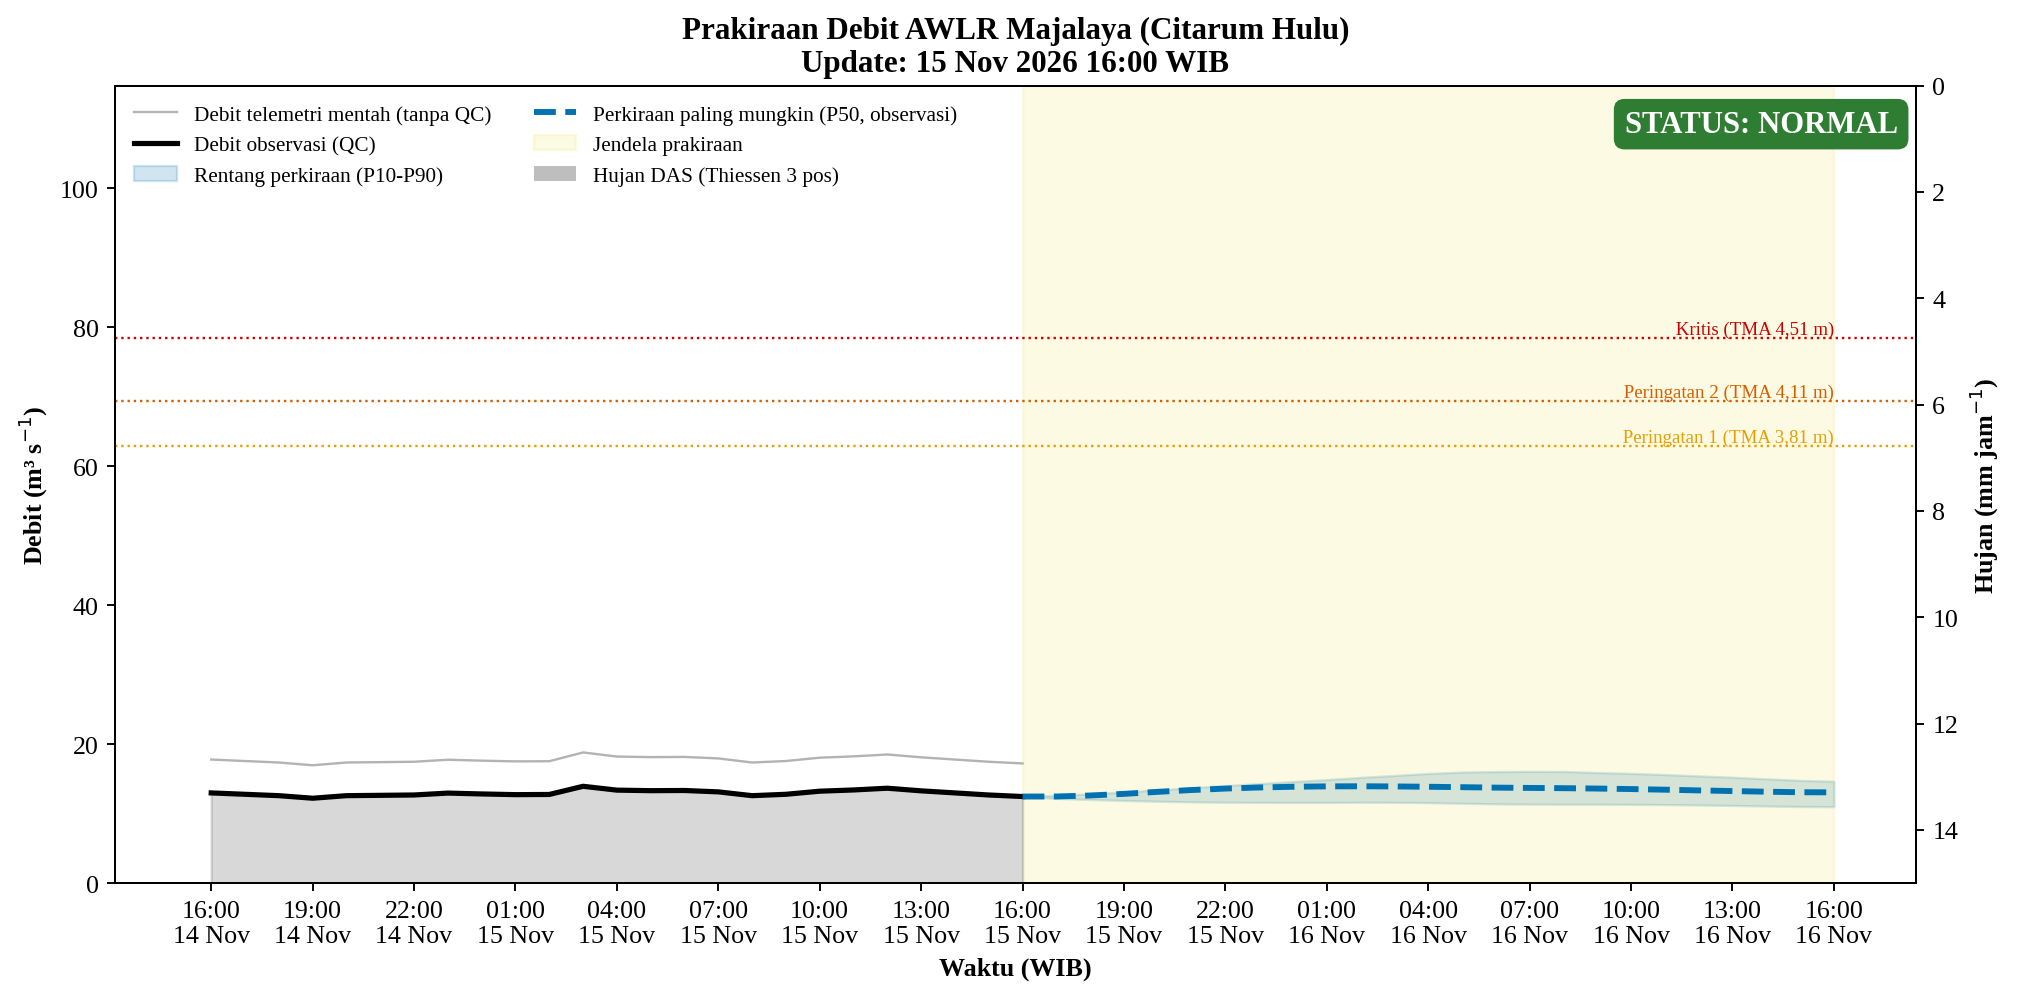 Prakiraan Debit AWLR Majalaya (Citarum Hulu)
Update: 15 Nov 2026 16:00 WIB
Debit telemetri mentah (tanpa QC)
Debit observasi (QC)
Rentang perkiraan (P10-P90)
Perkiraan paling mungkin (P50, observasi)
Jendela prakiraan
Hujan DAS (Thiessen 3 pos)
STATUS: NORMAL
Kritis (TMA 4,51 m)
Peringatan 2 (TMA 4,11 m)
Peringatan 1 (TMA 3,81 m)
Debit (m³ s⁻¹)
100
80
60
40
20
0
Hujan (mm jam⁻¹)
0
2
4
6
8
10
12
14
16:00 19:00 22:00 01:00 04:00 07:00 10:00 13:00 16:00 19:00 22:00 01:00 04:00 07:00 10:00 13:00 16:00
14 Nov 14 Nov 14 Nov 15 Nov 15 Nov 15 Nov 15 Nov 15 Nov 15 Nov 15 Nov 15 Nov 16 Nov 16 Nov 16 Nov 16 Nov 16 Nov 16 Nov
Waktu (WIB)